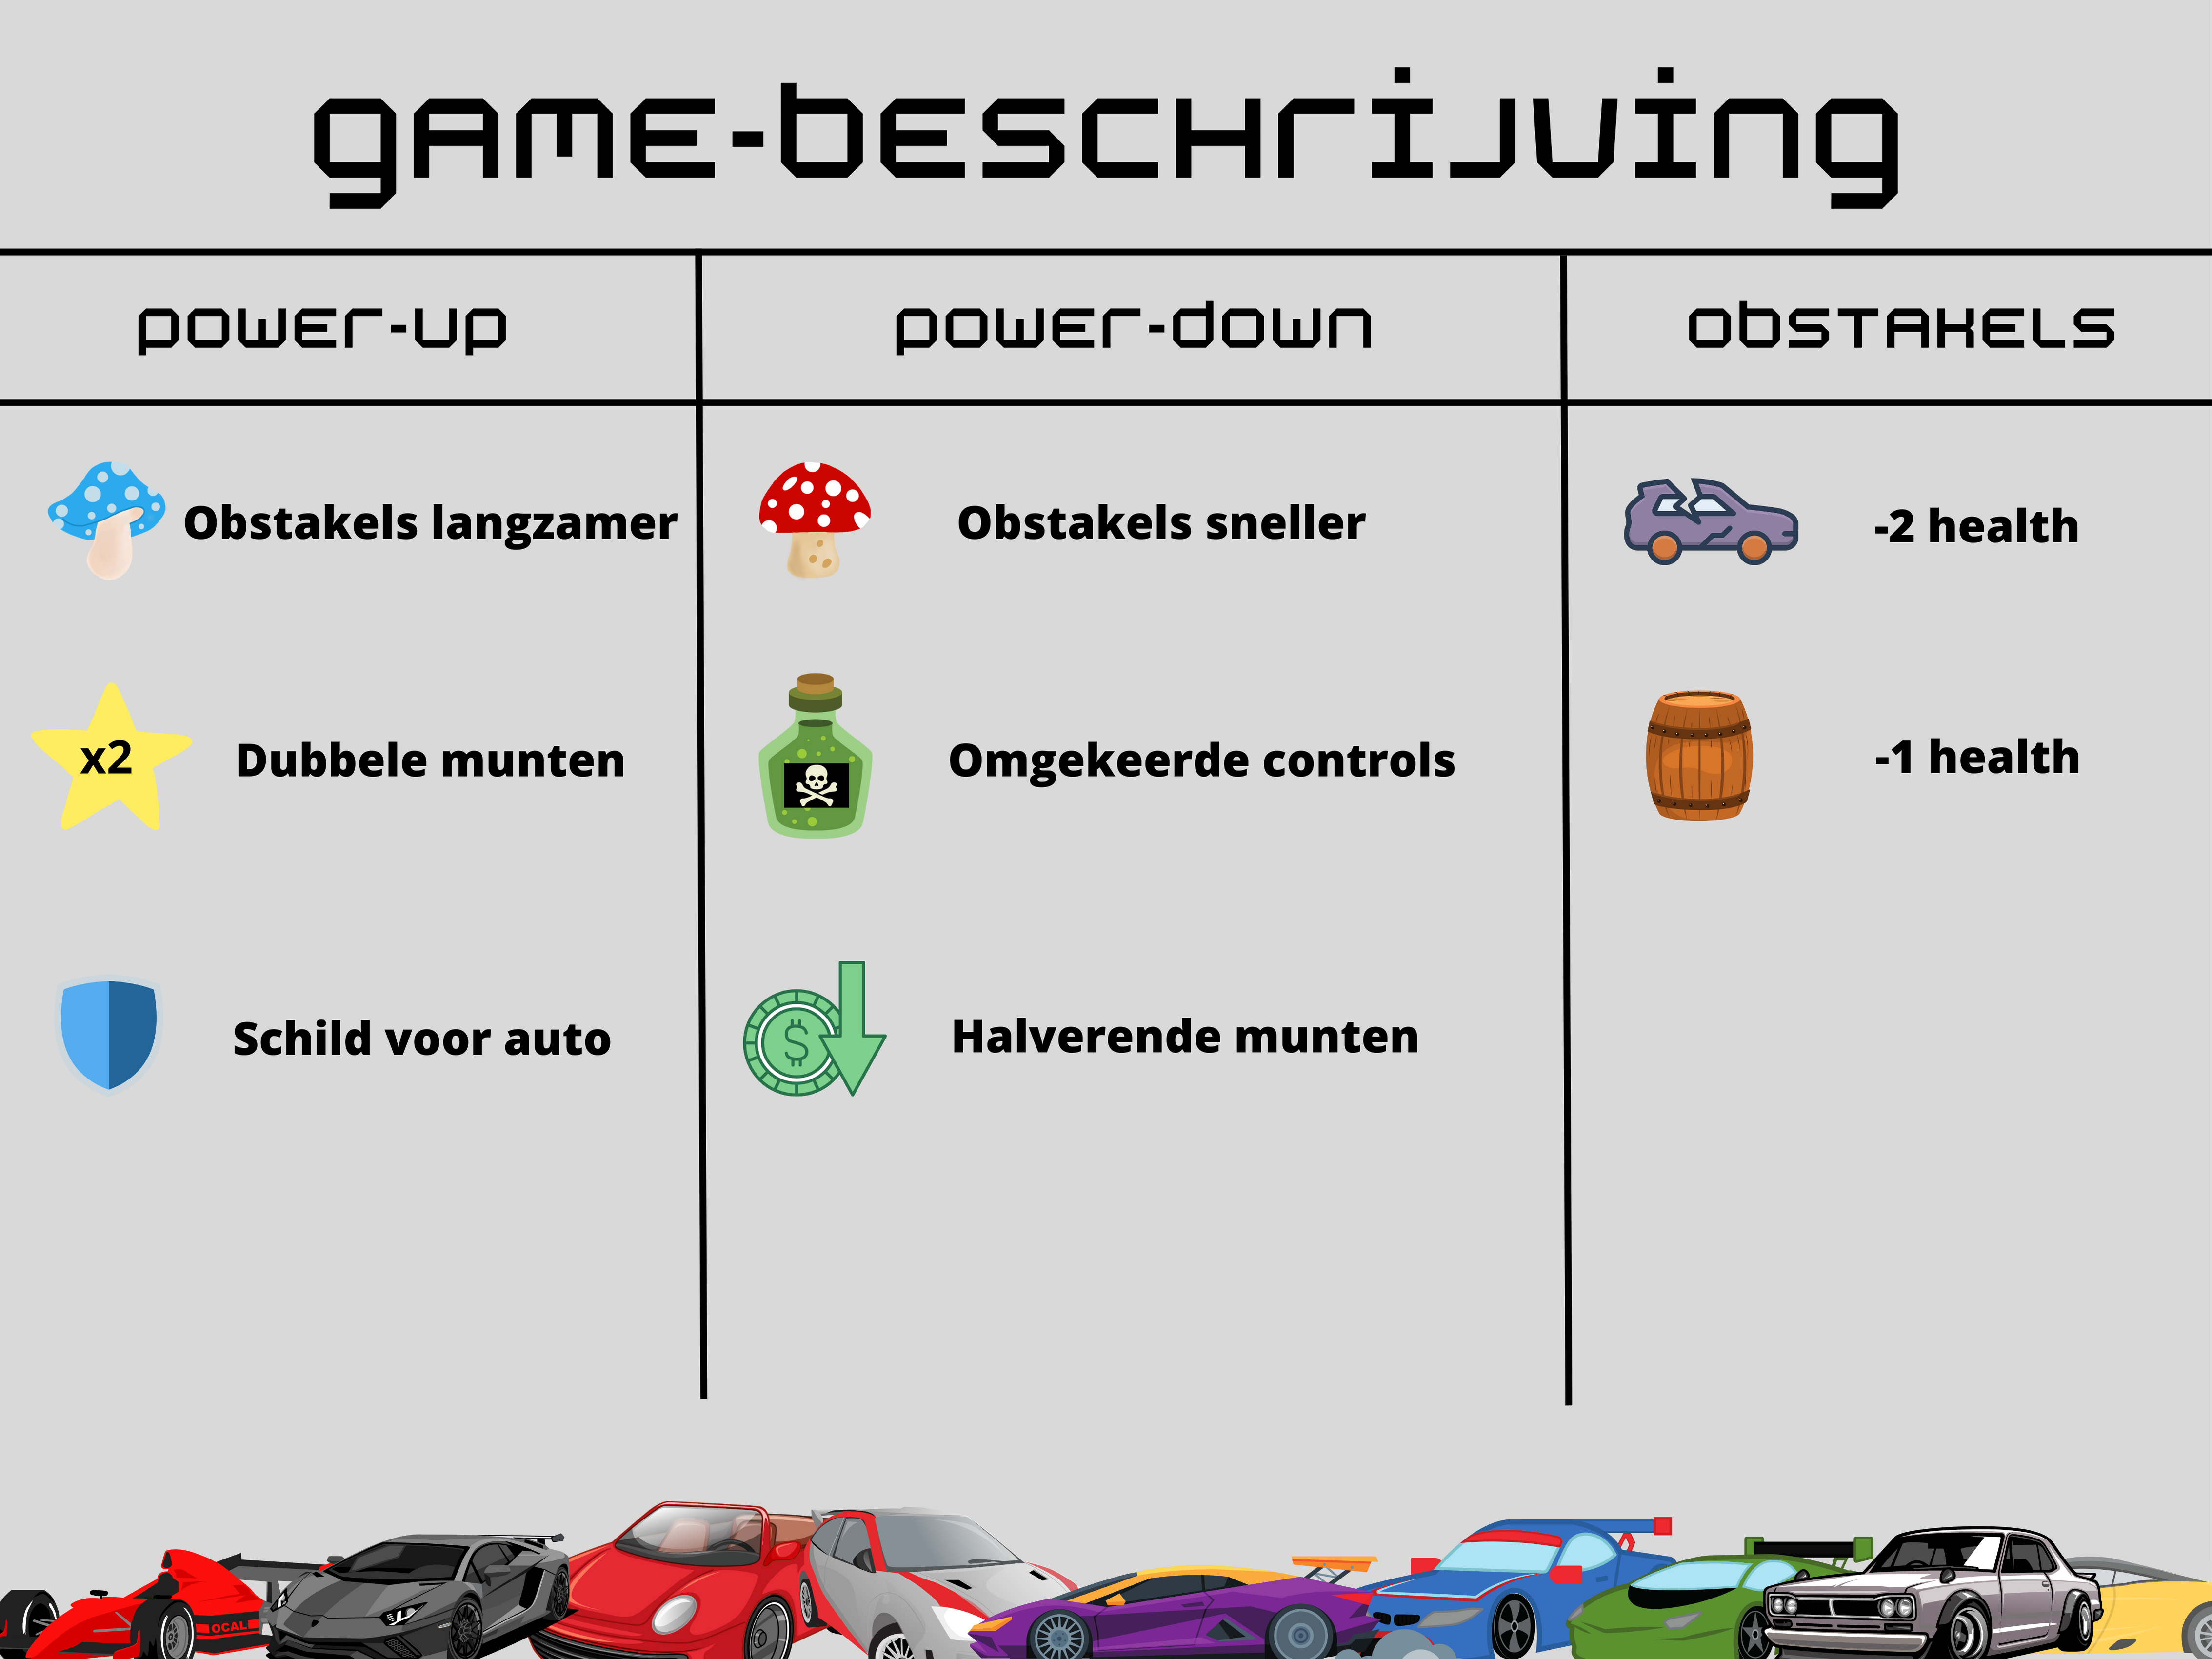 game-beschrijving
power-up
power-down
obstakels
Obstakels langzamer
Obstakels sneller
-2 health
x2
Dubbele munten
Omgekeerde controls
-1 health
Schild voor auto
$
Halverende munten
OCAL